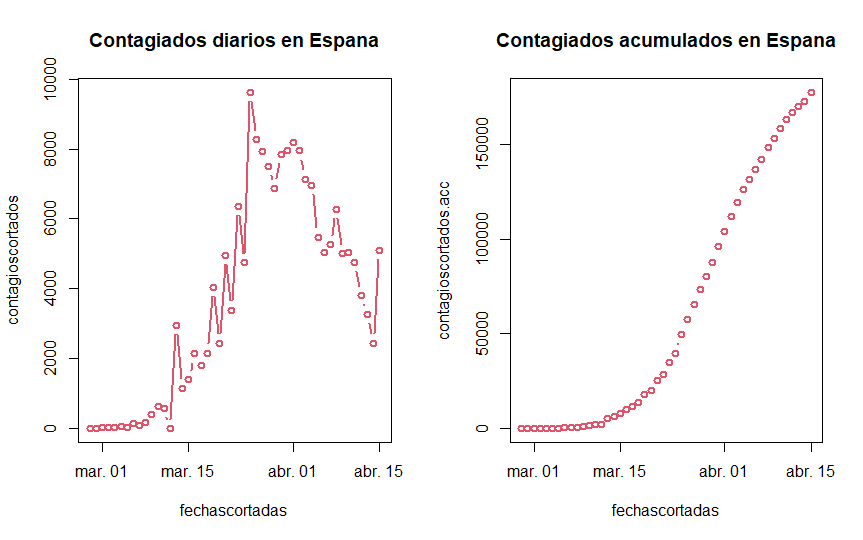 Contagiados diarios en Espana
contagioscortados
10000
8000
6000
4000
2000
0
mar. 01
mar. 15
abr. 01
abr. 15
fechascortadas
Contagiados acumulados en Espana
contagioscortados.acc
150000
100000
50000
0
mar. 01
mar. 15
abr. 01
abr. 15
fechascortadas